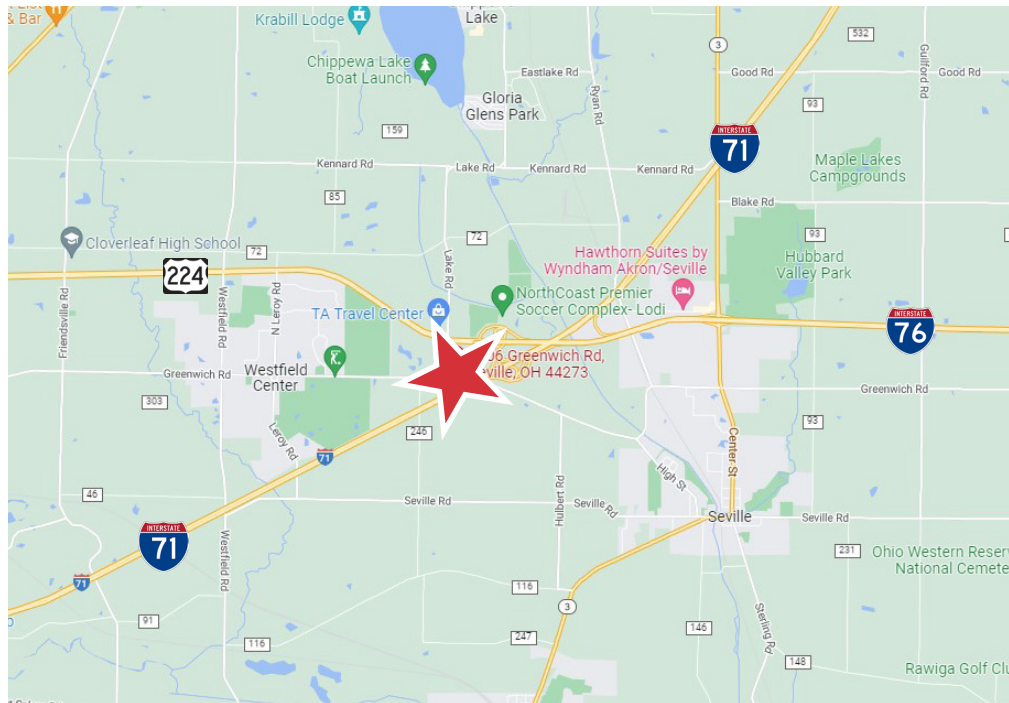 & Bar
Krabill Lodge
Lake
532
3
Chippewa Lake
Boat Launch
Eastlake Rd
Good Rd
Good Rd
Guilford Rd
Ryan Rd
Gloria
Glens Park
93
159
INTERSTATE
71
Kennard Rd
Lake Rd
Kennard Rd
Maple Lakes
Campgrounds
85
Blake Rd
Cloverleaf High School
72
72
93
Hawthorn Suites by
Wyndham Akron/Seville
Hubbard
Valley Park
224
Lake Rd
Westfield Rd
N Leroy Rd
Friendsville Rd
TA Travel Center
NorthCoast Premier
Soccer Complex- Lodi
INTERSTATE
76
06 Greenwich Rd,
ville, OH 44273
Greenwich Rd
Westfield
Center
Greenwich Rd
303
246
93
Leroy Rd
71
Center St
High St
46
Seville Rd
Hulbert Rd
Seville Rd
Seville
Seville Rd
INTERSTATE
71
Westfield Rd
231
Ohio Western Reser
National Cemete
71
116
3
91
Sterling Rd
116
247
146
148
Rawiga Golf Clu